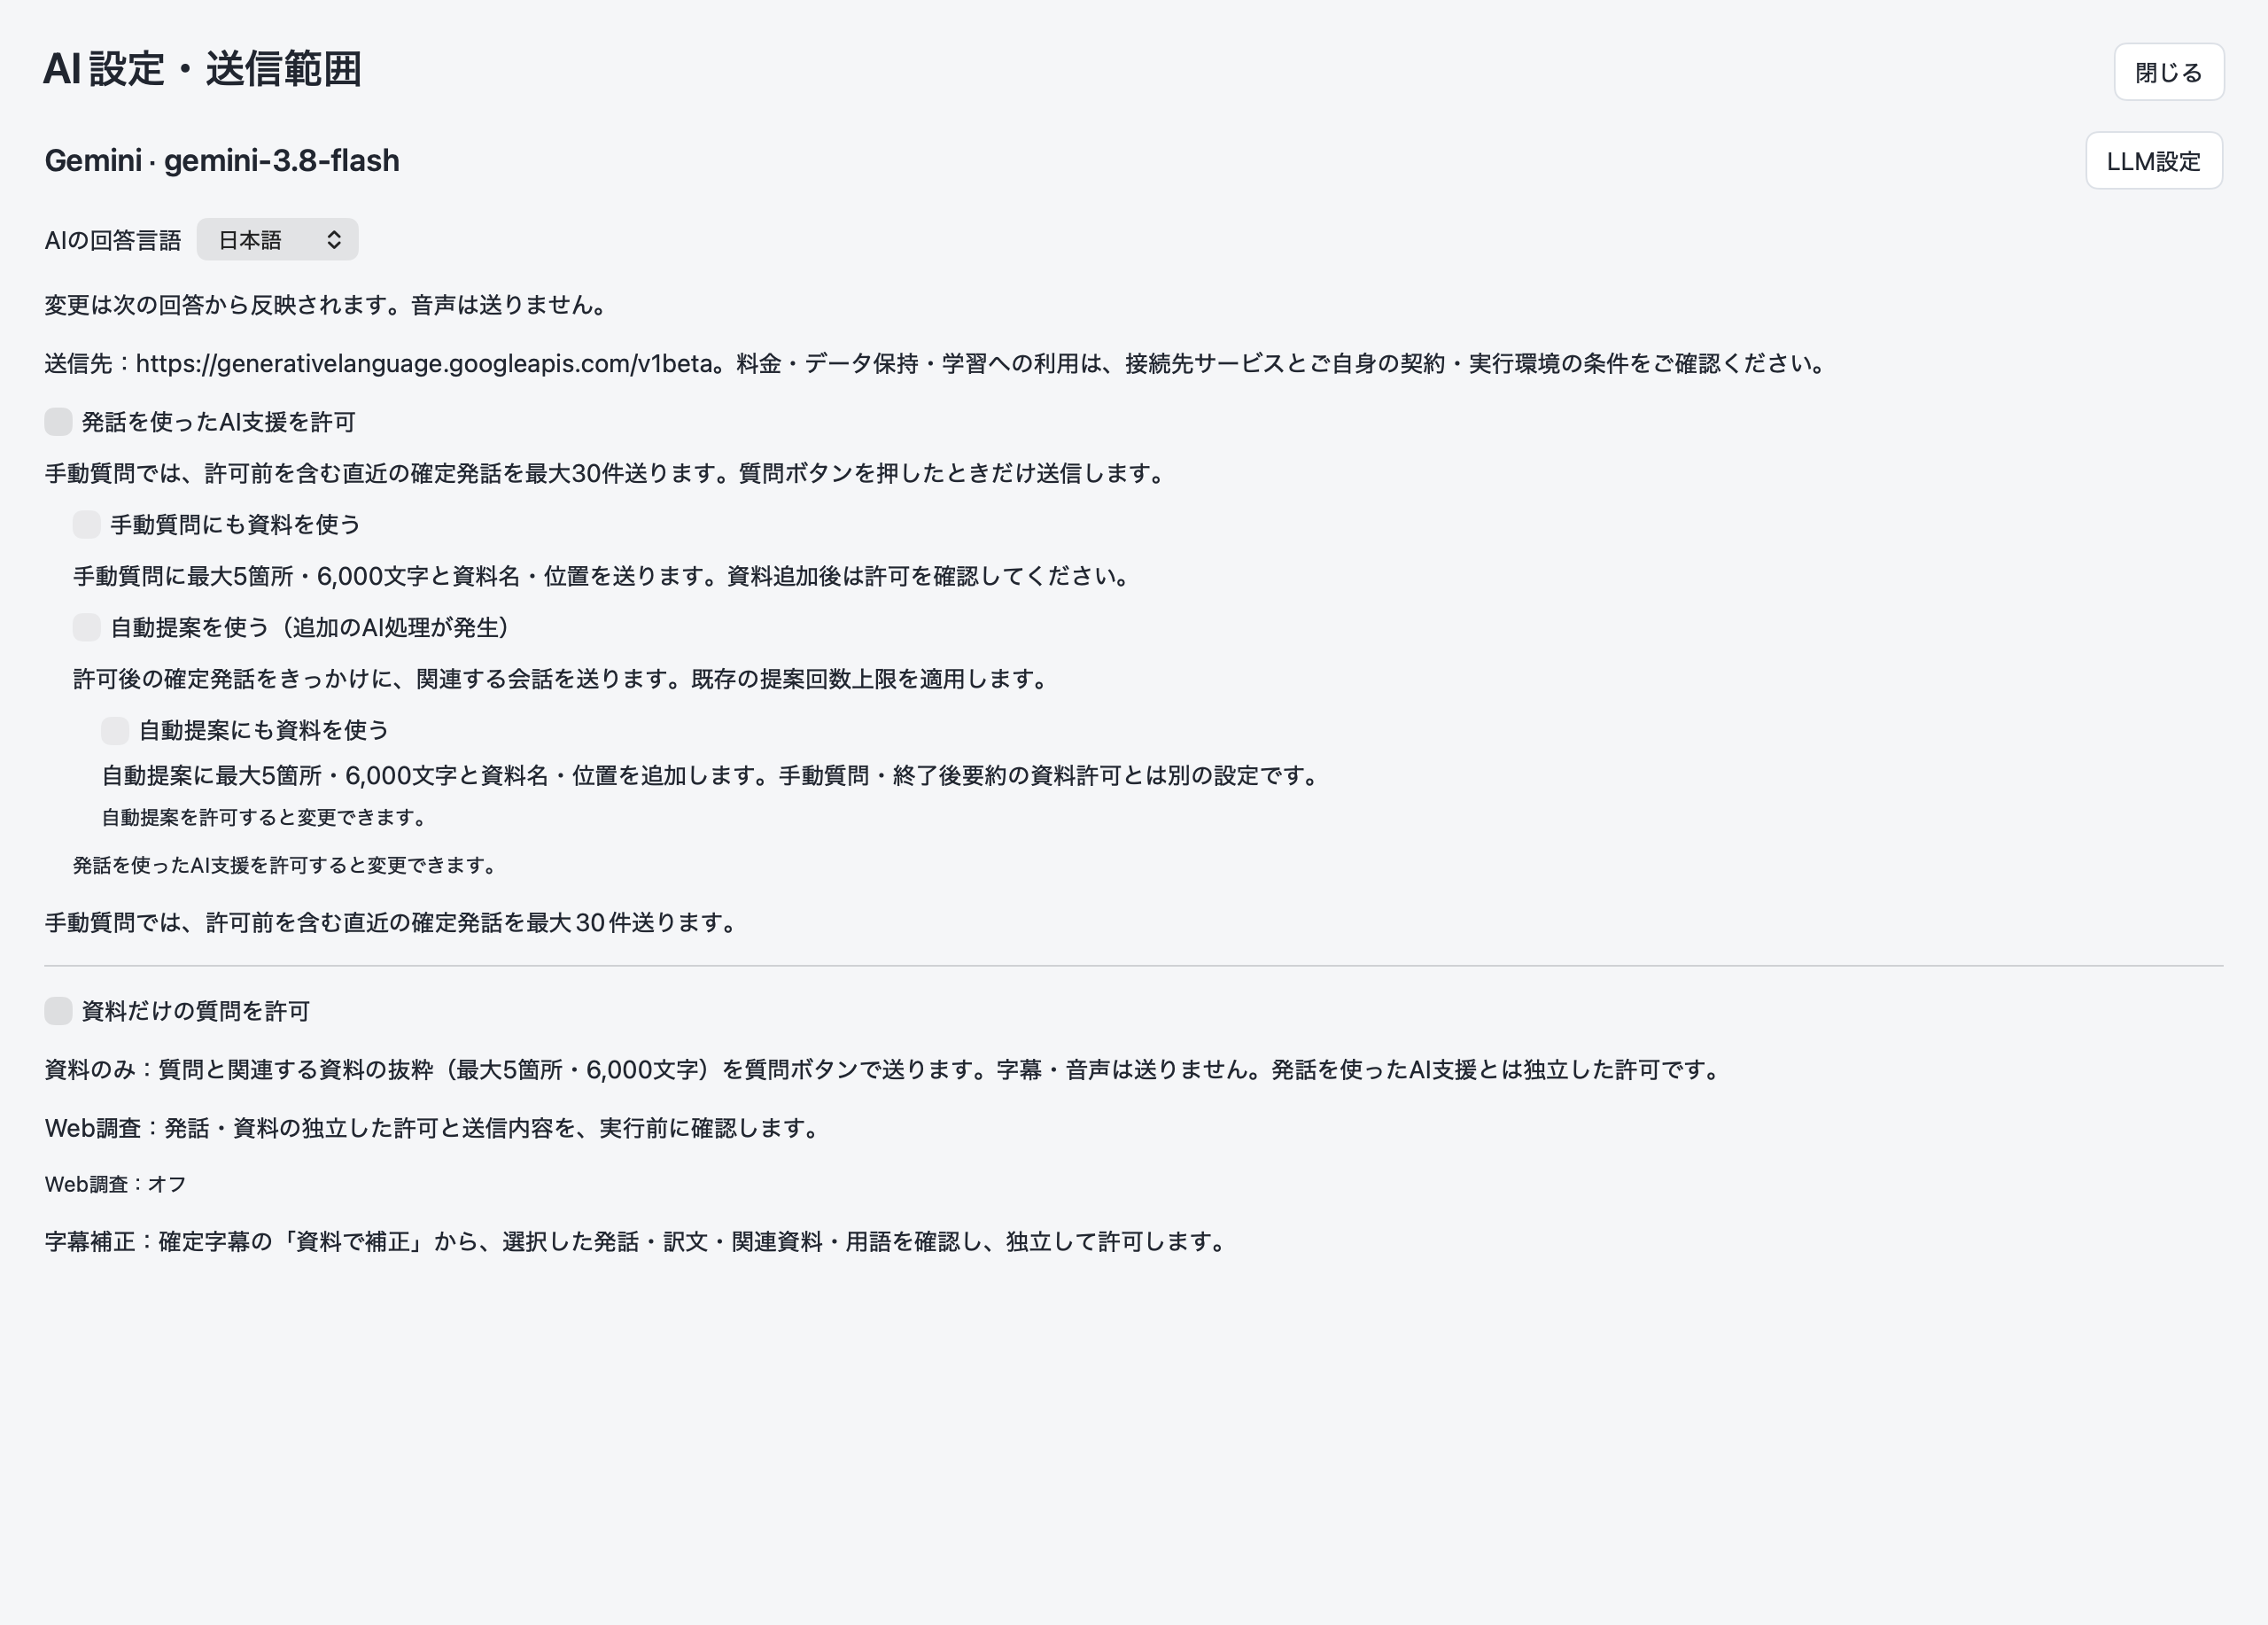 AI設定・送信範囲
閉じる
Gemini · gemini-3.8-flash
LLM設定
AIの回答言語 日本語
変更は次の回答から反映されます。音声は送りません。
送信先：https://generativelanguage.googleapis.com/v1beta。料金・データ保持・学習への利用は、接続先サービスとご自身の契約・実行環境の条件をご確認ください。
発話を使ったAI支援を許可
手動質問では、許可前を含む直近の確定発話を最大30件送ります。質問ボタンを押したときだけ送信します。
手動質問にも資料を使う
手動質問に最大5箇所・6,000文字と資料名・位置を送ります。資料追加後は許可を確認してください。
自動提案を使う（追加のAI処理が発生）
許可後の確定発話をきっかけに、関連する会話を送ります。既存の提案回数上限を適用します。
自動提案にも資料を使う
自動提案に最大5箇所・6,000文字と資料名・位置を追加します。手動質問・終了後要約の資料許可とは別の設定です。
自動提案を許可すると変更できます。
発話を使ったAI支援を許可すると変更できます。
手動質問では、許可前を含む直近の確定発話を最大30件送ります。
資料だけの質問を許可
資料のみ：質問と関連する資料の抜粋（最大5箇所・6,000文字）を質問ボタンで送ります。字幕・音声は送りません。発話を使ったAI支援とは独立した許可です。
Web調査：発話・資料の独立した許可と送信内容を、実行前に確認します。
Web調査：オフ
字幕補正：確定字幕の「資料で補正」から、選択した発話・訳文・関連資料・用語を確認し、独立して許可します。